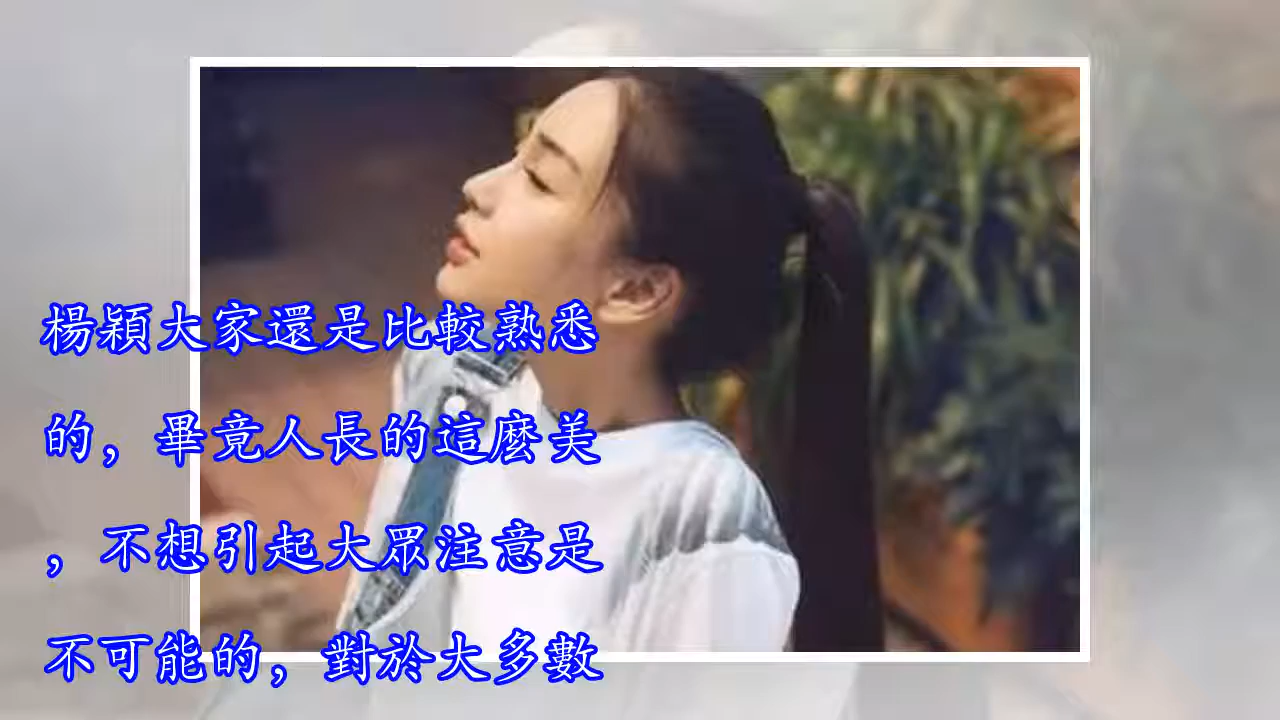 楊穎大家還是比較熟悉
的，畢竟人長的這麼美
，不想引起大眾注意是
不可能的，對於大多數